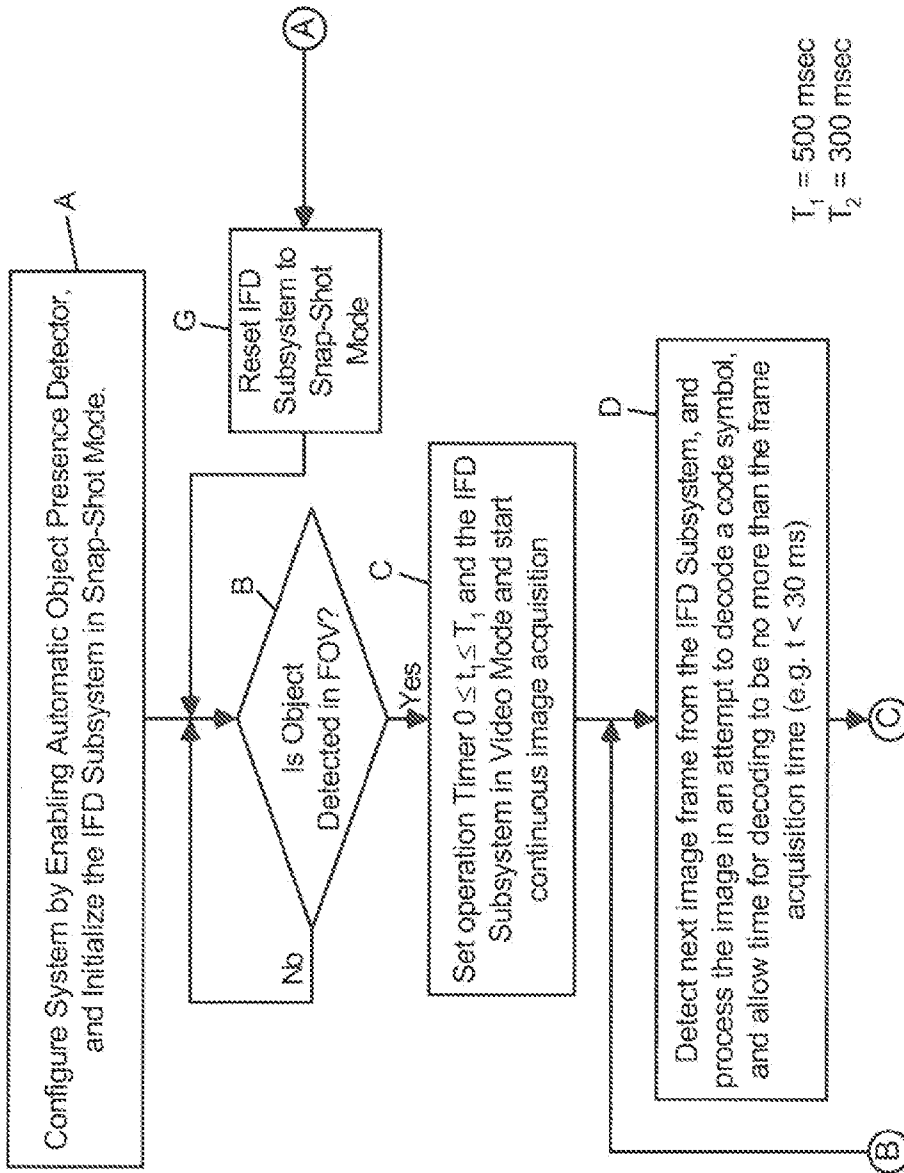 A
Configure System by Enabling Automatic Object Presence Detector,
and Initialize the IFD Subsystem in Snap-Shot Mode.
G
Reset IFD
Subsystem to
Snap-Shot
Mode
A
B
Is Object
Detected in FOV?
No
Yes
C
Set operation Timer 0 ≤ t₁ ≤ T₁ and the IFD
Subsystem in Video Mode and start
continuous image acquisition
D
Detect next image frame from the IFD Subsystem, and
process the image in an attempt to decode a code symbol,
and allow time for decoding to be no more than the frame
acquisition time (e.g. t < 30 ms)
B
C
T₁ = 500 msec
T₂ = 300 msec